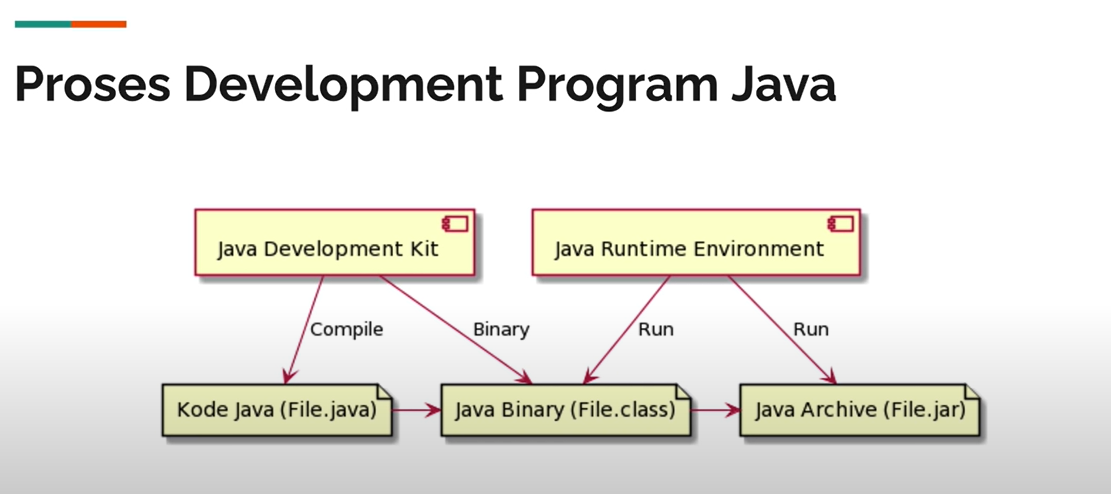 Proses Development Program Java
Java Development Kit
Java Runtime Environment
Compile
Binary
Run
Run
Kode Java (File.java)
Java Binary (File.class)
Java Archive (File.jar)